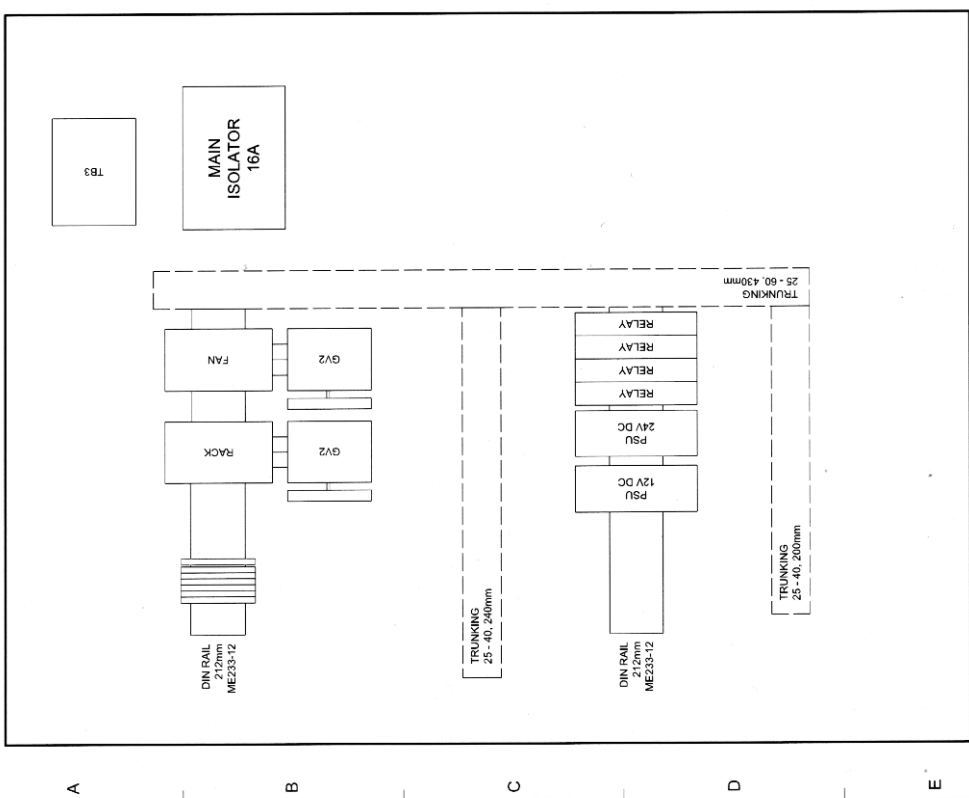 TB3
MAIN
ISOLATOR
16A
TRUNKING
25 - 60, 430mm
FAN
GV2
RACK
GV2
DIN RAIL
212mm
ME233-12
TRUNKING
25 - 40, 240mm
RELAY
RELAY
RELAY
RELAY
PSU
24V DC
PSU
12V DC
DIN RAIL
212mm
ME233-12
TRUNKING
25 - 40, 200mm
A
B
C
D
E